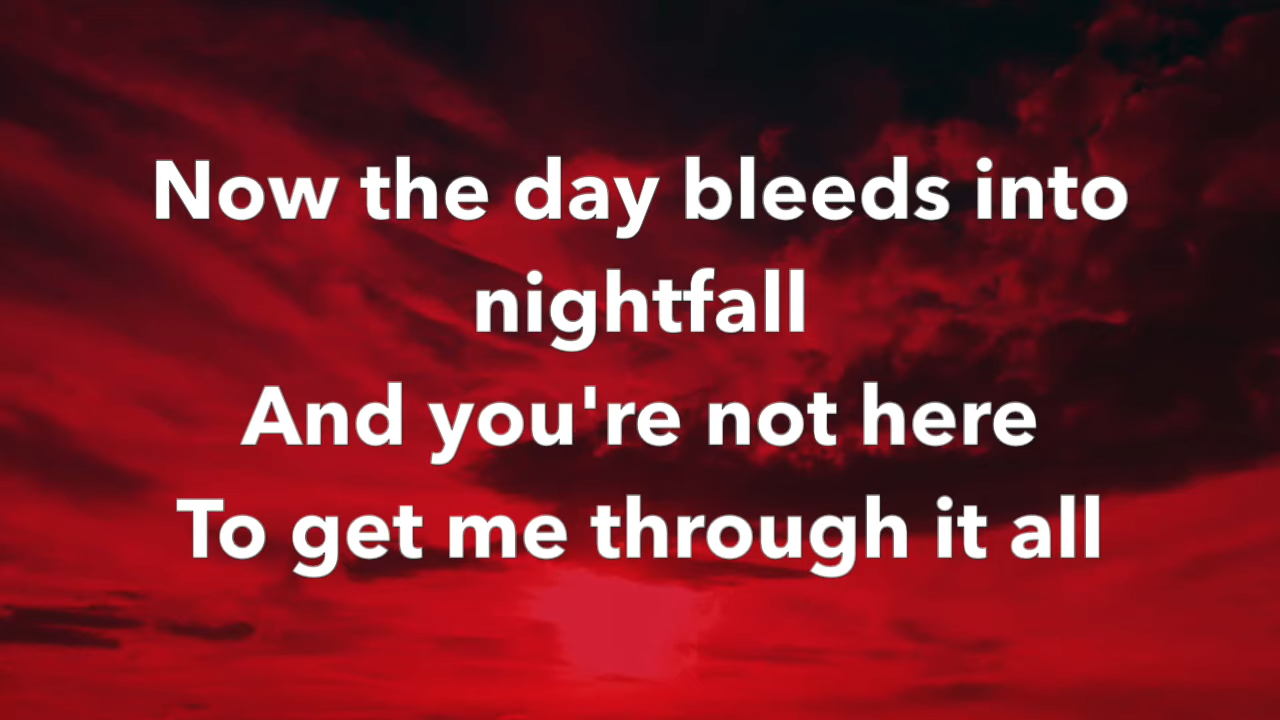 Now the day bleeds into
nightfall
And you're not here
To get me through it all